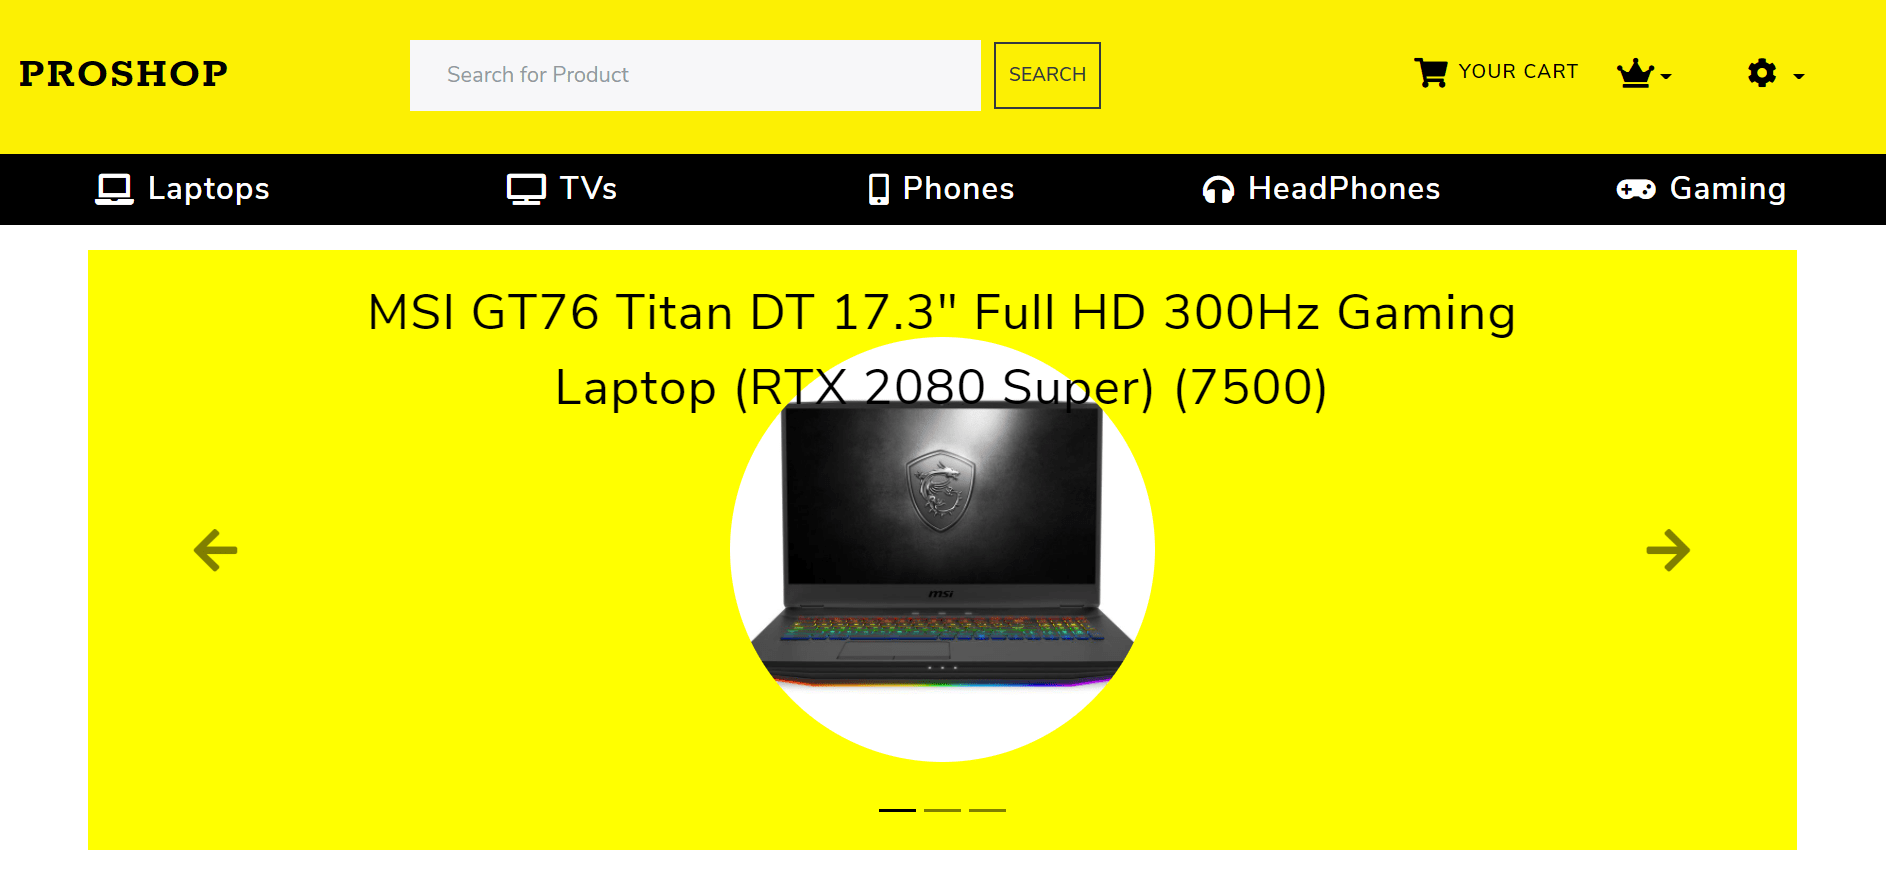 PROSHOP
Search for Product
SEARCH
YOUR CART
Laptops
TVs
Phones
HeadPhones
Gaming
MSI GT76 Titan DT 17.3" Full HD 300Hz Gaming
Laptop (RTX 2080 Super) (7500)
msi